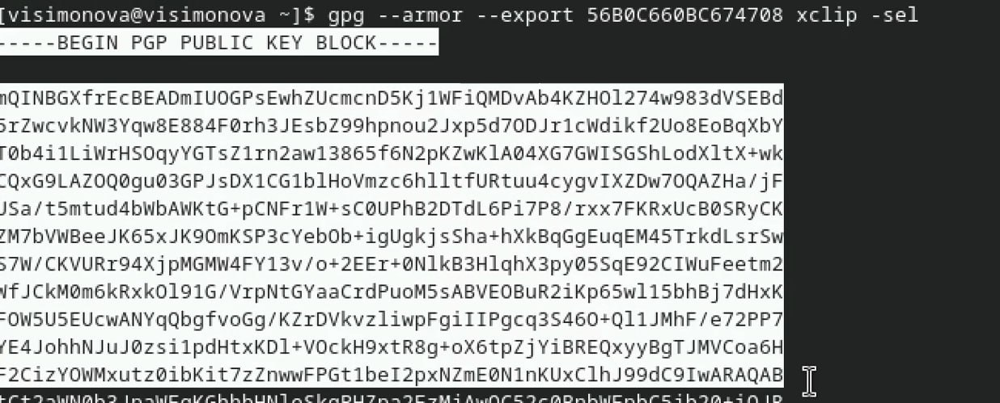 [visimonova@visimonova ~]$ gpg --armor --export 56B0C660BC674708 xclip -sel
-----BEGIN PGP PUBLIC KEY BLOCK-----
mQINBGXfrEcBEADmIUOGPsEwhZUcmcnD5Kj1WFiQMDvAb4KZHOl274w983dVSEBd
5rZwcvkNW3Yqw8E884F0rh3JEsbZ99hpnou2Jxp5d7ODJr1cWdikf2Uo8EoBqXbY
T0b4i1LiWrHSOqyYGTsZ1rn2aw13865f6N2pKZwKlA04XG7GWISGShLodXltX+wk
CQxG9LAZOQ0gu03GPJsDX1CG1blHoVmzc6hlltfURtuu4cygvIXZDw7OQAZHa/jF
USa/t5mtud4bWbAWKtG+pCNFr1W+sC0UPhB2DTdL6Pi7P8/rxx7FKRxUcB0SRyCK
ZM7bVWBeeJK65xJK9OmKSP3cYebOb+igUgkjsSha+hXkBqGgEuqEM45TrkdLsrSw
S7W/CKVURr94XjpMGMW4FY13v/o+2EEr+0NlkB3HlqhX3py05SqE92CIWuFeetm2
WfJCkM0m6kRxkOl91G/VrpNtGYaaCrdPuoM5sABVEOBuR2iKp65wl15bhBj7dHxK
FOW5U5EUcwANYqQbgfvoGg/KZrDVkvzliwpFgiIIPgcq3S46O+Ql1JMhF/e72PP7
YE4JohhNJuJ0zsi1pdHtxKDl+VOckH9xtR8g+oX6tpZjYiBREQxyyBgTJMVCoa6H
F2CizYOWMxutz0ibKit7zZnwwFPGt1beI2pxNZmE0N1nKUxClhJ99dC9IwARAQAB